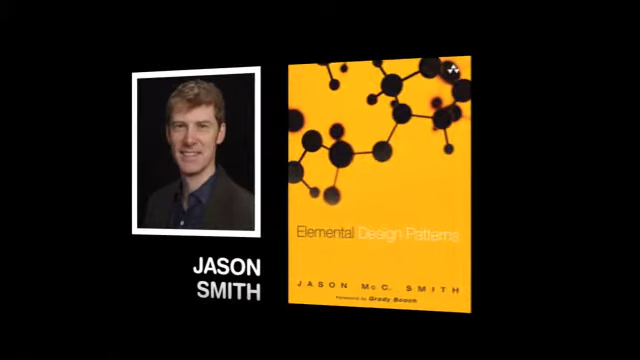 JASON
SMITH
Elemental Design Patterns
JASON McC. SMITH
Foreword by Grady Booch